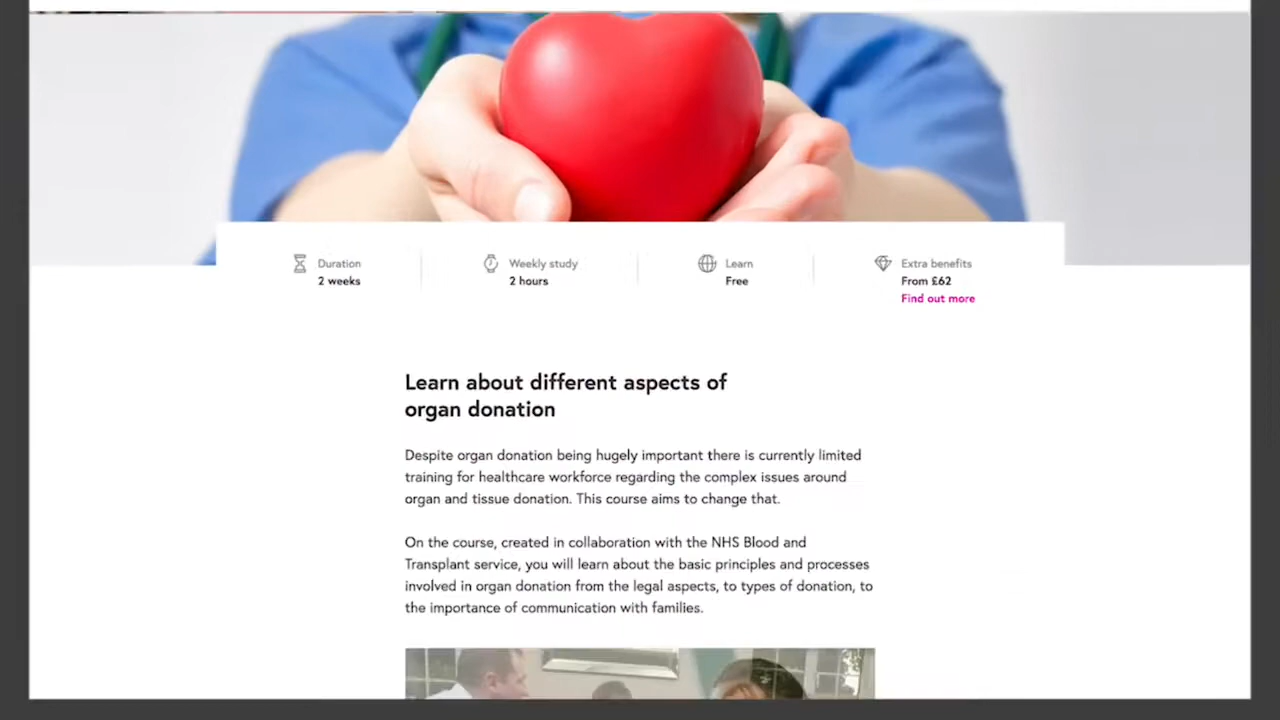 Duration
2 weeks
Weekly study
2 hours
Learn
Free
Extra benefits
From £62
Find out more
Learn about different aspects of
organ donation
Despite organ donation being hugely important there is currently limited
training for healthcare workforce regarding the complex issues around
organ and tissue donation. This course aims to change that.
On the course, created in collaboration with the NHS Blood and
Transplant service, you will learn about the basic principles and processes
involved in organ donation from the legal aspects, to types of donation, to
the importance of communication with families.